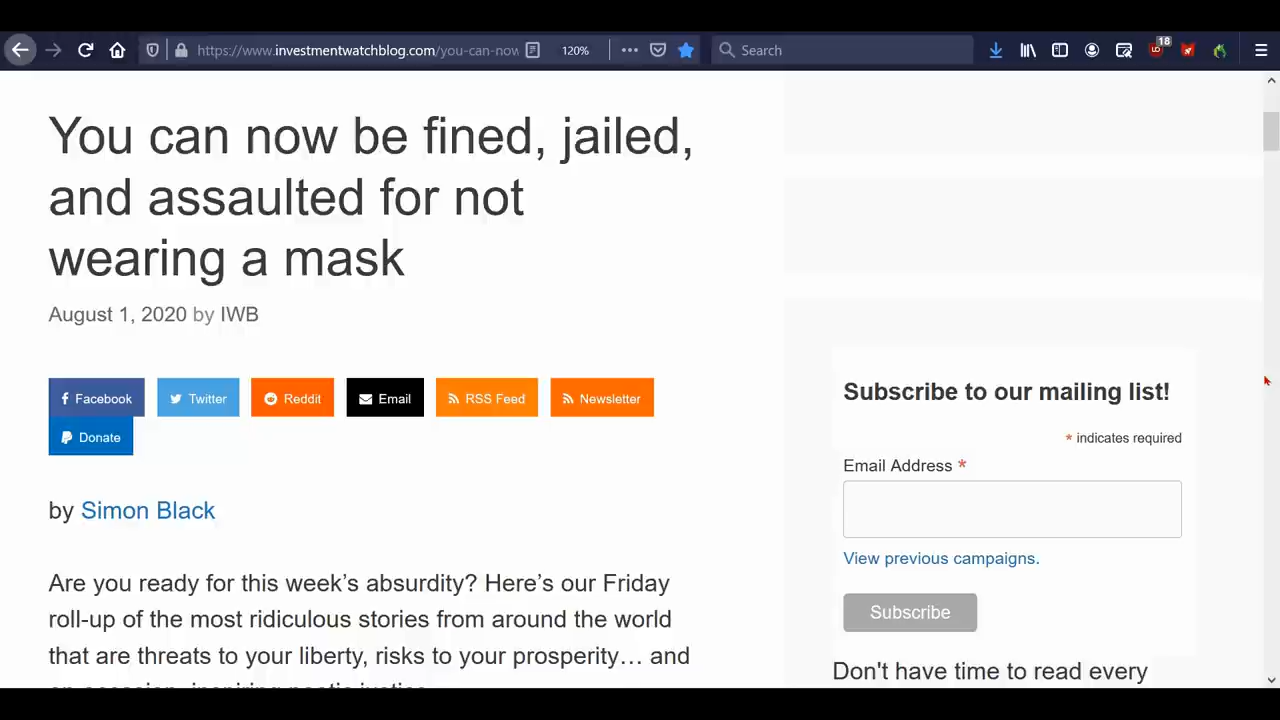 https://www.investmentwatchblog.com/you-can-now
120%
Search
18
You can now be fined, jailed,
and assaulted for not
wearing a mask
August 1, 2020 by IWB
Facebook
Twitter
Reddit
Email
RSS Feed
Newsletter
Donate
by Simon Black
Are you ready for this week’s absurdity? Here’s our Friday
roll-up of the most ridiculous stories from around the world
that are threats to your liberty, risks to your prosperity… and
Subscribe to our mailing list!
* indicates required
Email Address *
View previous campaigns.
Subscribe
Don't have time to read every